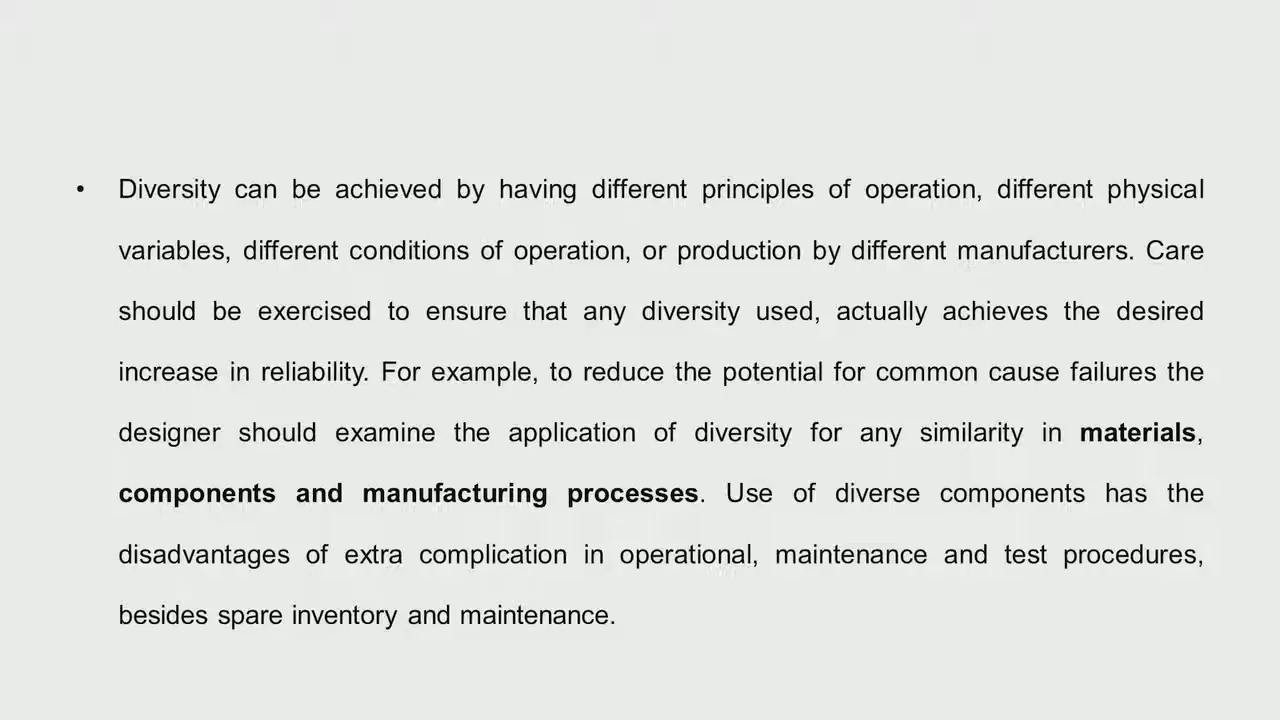 • Diversity can be achieved by having different principles of operation, different physical
variables, different conditions of operation, or production by different manufacturers. Care
should be exercised to ensure that any diversity used, actually achieves the desired
increase in reliability. For example, to reduce the potential for common cause failures the
designer should examine the application of diversity for any similarity in materials,
components and manufacturing processes. Use of diverse components has the
disadvantages of extra complication in operational, maintenance and test procedures,
besides spare inventory and maintenance.